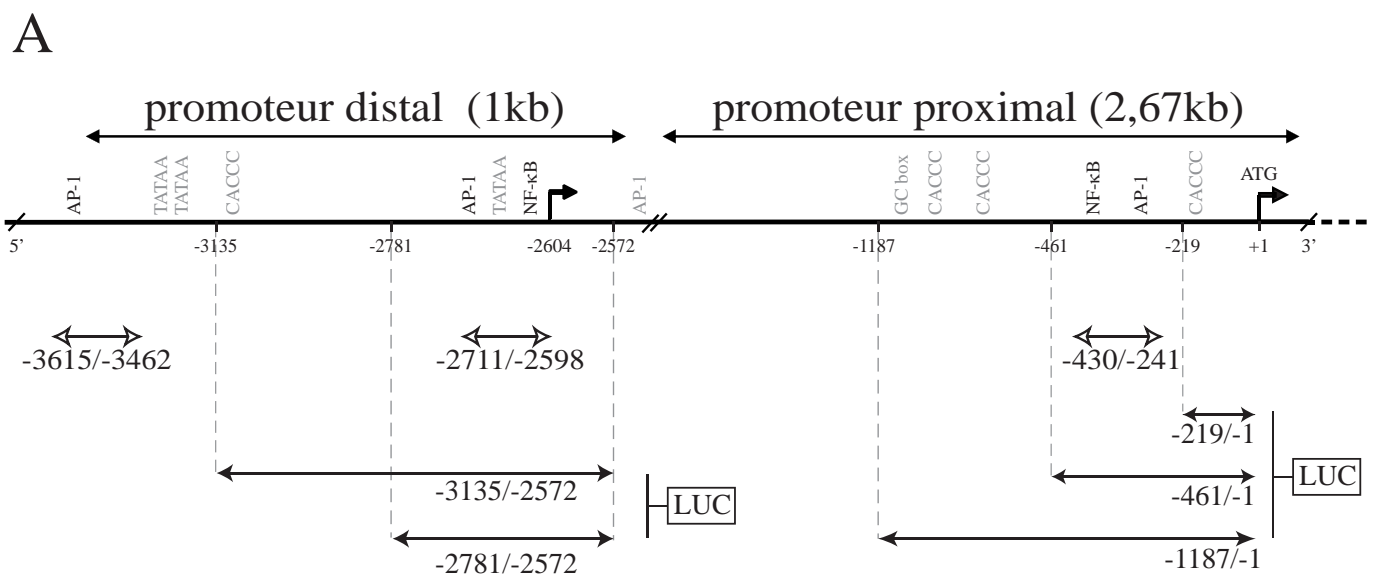 A
promoteur distal (1kb)
promoteur proximal (2,67kb)
AP-1
TATAA
TATAA
CACCC
AP-1
TATAA
NF-κB
AP-1
GC box
CACCC
CACCC
NF-κB
AP-1
CACCC
ATG
5’
-3135
-2781
-2604
-2572
-1187
-461
-219
+1
3’
-3615/-3462
-2711/-2598
-430/-241
-219/-1
-3135/-2572
-461/-1
LUC
LUC
-2781/-2572
-1187/-1